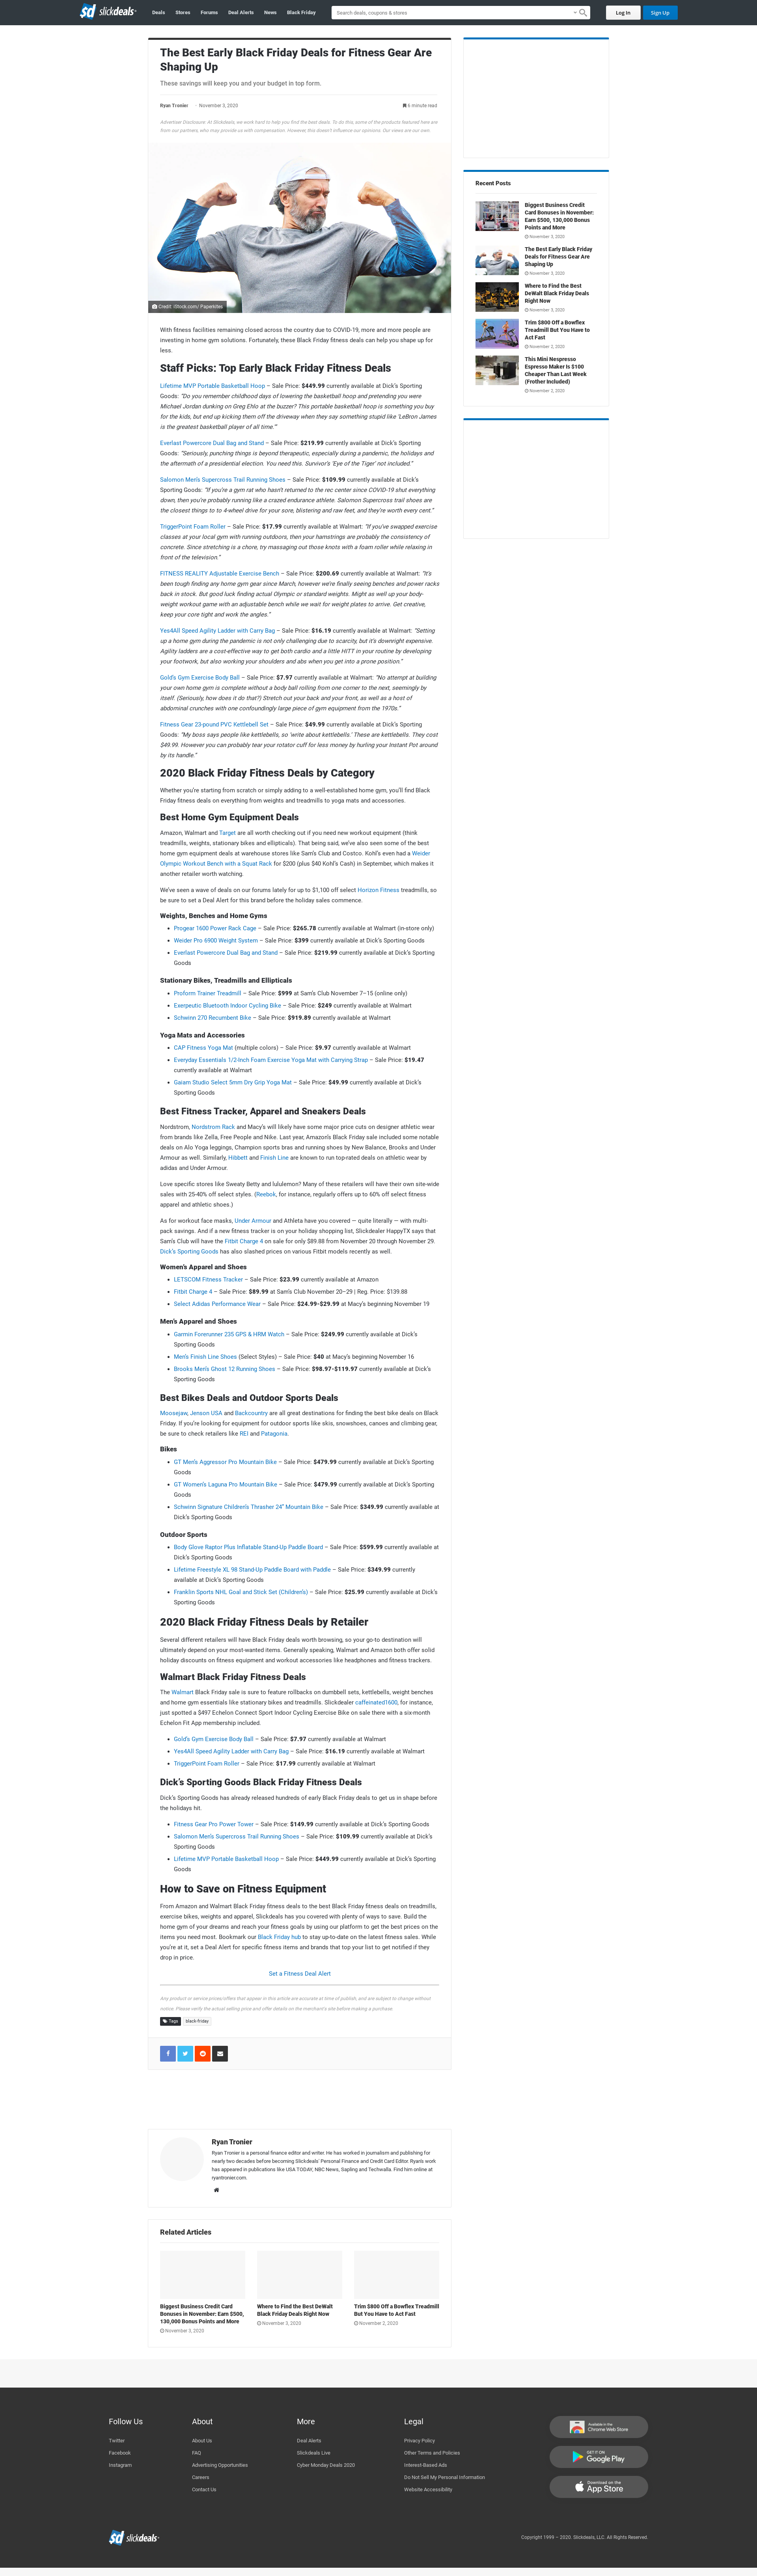 slickdeals
Deals
Stores
Forums
Deal Alerts
News
Black Friday
Search deals, coupons & stores
Log In
Sign Up
The Best Early Black Friday Deals for Fitness Gear Are
Shaping Up
These savings will keep you and your budget in top form.
Ryan Tronier
November 3, 2020
6 minute read
Advertiser Disclosure: At Slickdeals, we work hard to help you find the best deals. To do this, some of the products featured here are
from our partners, who may provide us with compensation. However, this doesn't influence our opinions. Our views are our own.
Credit: iStock.com/ Paperkites
With fitness facilities remaining closed across the country due to COVID-19, more and more people are
investing in home gym solutions. Fortunately, these Black Friday fitness deals can help you shape up for
less.
Staff Picks: Top Early Black Friday Fitness Deals
Lifetime MVP Portable Basketball Hoop – Sale Price: $449.99 currently available at Dick's Sporting
Goods: "Do you remember childhood days of lowering the basketball hoop and pretending you were
Michael Jordan dunking on Greg Ehlo at the buzzer? This portable basketball hoop is something you may buy
for the kids, but end up kicking them off the driveway when they say something stupid like 'LeBron James
is the greatest basketball player of all time.'"
Everlast Powercore Dual Bag and Stand – Sale Price: $219.99 currently available at Dick's Sporting
Goods: "Seriously, punching things is beyond therapeutic, especially during a pandemic, the holidays and
the aftermath of a presidential election. You need this. Survivor's 'Eye of the Tiger' not included."
Salomon Men's Supercross Trail Running Shoes – Sale Price: $109.99 currently available at Dick's
Sporting Goods: "If you're a gym rat who hasn't returned to the rec center since COVID-19 shut everything
down, then you're probably running like a crazed endurance athlete. Salomon trail super shoes are some of
the closest things to a 4-wheel drive they're for your feet. So step into nature, bisteng and roar my friends."
TriggerPoint Foam Roller – Sale Price: $17.99 currently available at Walmart: "If you've swapped exercise
classes at your local gym with running outdoors, then your hamstrings are probably the consistency of
concrete. Since stretching is a chore, try massaging out those knots with a foam roller while relaxing in
front of the television."
FITNESS REALITY Adjustable Exercise Bench – Sale Price: $200.69 currently available at Walmart: "It's
been tough finding any home gym gear since March, however we're finally seeing benches and racks back
in stock. But good luck finding actual Olympic or standard weights. Might as well sit up your body-
weight workout game with an adjustable bench while we wait for weight plates to arrive. Get creative,
keep your core tight and work the angles."
Yes4All Speed Agility Ladder with Carry Bag – Sale Price: $16.19 currently available at Walmart: "Setting
up a home gym during the pandemic is not only challenging due to scarcity, but it's downright expensive.
Agility ladders are a cost-effective way to get both cardio and a little HITT in your routine by developing
your footwork, but also working your shoulders and abs when you get into a prone position."
Gold's Gym Exercise Body Ball – Sale Price: $7.97 currently available at Walmart: "No attempt at building
your own home gym is complete without a body ball rolling from one corner to the next, seemingly by
itself. (Seriously, how does it do that?) Stretch out your back and your front, as well as a host of
abdominal crunches with one of most iconic large pieces of gym equipment from the 1970s."
Fitness Gear 23-pound PVC Kettlebell Set – Sale Price: $49.99 currently available at Dick's Sporting
Goods: "My boss says people like kettlebells, so 'write about kettlebells.' These are kettlebells. They cost
$49.99. However you can probably tear your rotator cuff for less money by hurling your Instant Pot around
by its handle."
2020 Black Friday Fitness Deals by Category
Whether you're starting from scratch or simply adding to a well-established home gym, you'll find Black
Friday fitness deals on everything from weights and treadmills to yoga mats and accessories.
Best Home Gym Equipment Deals
Amazon, Walmart and Target are all worth checking out if you need new workout equipment (think
treadmills, weights, stationary bikes and ellipticals). That being said, we've also seen some of the best
home gym equipment deals at warehouse stores like Sam's Club and Costco. Kohl's even had a Weider
Olympic Workout Bench with a Squat Rack for $200 (plus $40 Kohl's Cash) in September, which makes it
another retailer worth watching.
We've seen a wave of deals on our forums lately for up to $1,100 off select Horizon Fitness treadmills, so
be sure to set a Deal Alert for this brand before the holiday sales commence.
Weights, Benches and Home Gyms
Progear 1600 Power Rack Cage – Sale Price: $265.78 currently available at Walmart (in-store only)
Weider Pro 6900 Weight System – Sale Price: $399 currently available at Dick's Sporting Goods
Everlast Powercore Dual Bag and Stand – Sale Price: $219.99 currently available at Dick's Sporting
Goods
Stationary Bikes, Treadmills and Ellipticals
Proform Trainer Treadmill – Sale Price: $999 at Sam's Club November 7–15 (online only)
Exerpeutic Bluetooth Indoor Cycling Bike – Sale Price: $249 currently available at Walmart
Schwinn 270 Recumbent Bike – Sale Price: $919.89 currently available at Walmart
Yoga Mats and Accessories
CAP Fitness Yoga Mat (multiple colors) – Sale Price: $9.97 currently available at Walmart
Everyday Essentials 1/2-Inch Foam Exercise Yoga Mat with Carrying Strap – Sale Price: $19.47
currently available at Walmart
Gaiam Studio Select 5mm Dry Grip Yoga Mat – Sale Price: $49.99 currently available at Dick's
Sporting Goods
Best Fitness Tracker, Apparel and Sneakers Deals
Nordstrom, Nordstrom Rack and Macy's will likely have some major price cuts on designer athletic wear
from brands like Zella, Free People and Nike. Last year, Amazon's Black Friday sale included some notable
deals on Alo Yoga leggings, Champion sports bras and running shoes by New Balance, Brooks and Under
Armour as well. Similarly, Hibbett and Finish Line are known to run top-rated deals on athletic wear by
adidas and Under Armour.
Love specific stores like Sweaty Betty and lululemon? Many of these retailers will have their own site-wide
sales with 25-40% off select styles. (Reebok, for instance, regularly offers up to 60% off select fitness
apparel and athletic shoes.)
As for workout face masks, Under Armour and Athleta have you covered — quite literally — with multi-
pack savings. And if a new fitness tracker is on your holiday shopping list, Slickdealer HappyTX says that
Sam's Club will have the Fitbit Charge 4 on sale for only $89.88 from November 20 through November 29.
Dick's Sporting Goods has also slashed prices on various Fitbit models recently as well.
Women's Apparel and Shoes
LETSCOM Fitness Tracker – Sale Price: $23.99 currently available at Amazon
Fitbit Charge 4 – Sale Price: $89.99 at Sam's Club November 20–29 | Reg. Price: $139.88
Select Adidas Performance Wear – Sale Price: $24.99-$29.99 at Macy's beginning November 19
Men's Apparel and Shoes
Garmin Forerunner 235 GPS & HRM Watch – Sale Price: $249.99 currently available at Dick's
Sporting Goods
Men's Finish Line Shoes (Select Styles) – Sale Price: $40 at Macy's beginning November 16
Brooks Men's Ghost 12 Running Shoes – Sale Price: $98.97-$119.97 currently available at Dick's
Sporting Goods
Best Bikes Deals and Outdoor Sports Deals
Moosejaw, Jenson USA and Backcountry are all great destinations for finding the best bike deals on Black
Friday. If you're looking for equipment for outdoor sports like skis, snowshoes, canoes and climbing gear,
be sure to check retailers like REI and Patagonia.
Bikes
GT Men's Aggressor Pro Mountain Bike – Sale Price: $479.99 currently available at Dick's Sporting
Goods
GT Women's Laguna Pro Mountain Bike – Sale Price: $479.99 currently available at Dick's Sporting
Goods
Schwinn Signature Children's Thrasher 24" Mountain Bike – Sale Price: $349.99 currently available at
Dick's Sporting Goods
Outdoor Sports
Body Glove Raptor Plus Inflatable Stand-Up Paddle Board – Sale Price: $599.99 currently available at
Dick's Sporting Goods
Lifetime Freestyle XL 98 Stand-Up Paddle Board with Paddle – Sale Price: $349.99 currently
available at Dick's Sporting Goods
Franklin Sports NHL Goal and Stick Set (Children's) – Sale Price: $25.99 currently available at Dick's
Sporting Goods
2020 Black Friday Fitness Deals by Retailer
Several different retailers will have Black Friday deals worth browsing, so your go-to destination will
ultimately depend on your most-wanted items. Generally speaking, Walmart and Amazon both offer solid
holiday discounts on fitness equipment and workout accessories like headphones and fitness trackers.
Walmart Black Friday Fitness Deals
The Walmart Black Friday sale is sure to feature rollbacks on dumbbell sets, kettlebells, weight benches
and home gym essentials like stationary bikes and treadmills. Slickdealer caffeinated1600, for instance,
just spotted a $497 Echelon Connect Sport Indoor Cycling Exercise Bike on sale there with a six-month
Echelon Fit App membership included.
Gold's Gym Exercise Body Ball – Sale Price: $7.97 currently available at Walmart
Yes4All Speed Agility Ladder with Carry Bag – Sale Price: $16.19 currently available at Walmart
TriggerPoint Foam Roller – Sale Price: $17.99 currently available at Walmart
Dick's Sporting Goods Black Friday Fitness Deals
Dick's Sporting Goods has already released hundreds of early Black Friday deals to get us in shape before
the holidays hit.
Fitness Gear Pro Power Tower – Sale Price: $149.99 currently available at Dick's Sporting Goods
Salomon Men's Supercross Trail Running Shoes – Sale Price: $109.99 currently available at Dick's
Sporting Goods
Lifetime MVP Portable Basketball Hoop – Sale Price: $449.99 currently available at Dick's Sporting
Goods
How to Save on Fitness Equipment
From Amazon and Walmart Black Friday fitness deals to the best Black Friday fitness deals on treadmills,
exercise bikes, weights and apparel, Slickdeals has you covered with plenty of ways to save. Build the
home gym of your dreams and reach your fitness goals by using our platform to get the best prices on the
items you need most. Bookmark our Black Friday hub to stay up-to-date on the latest fitness sales. While
you're at it, set a Deal Alert for specific fitness items and brands that top your list to get notified if they
drop in price.
Set a Fitness Deal Alert
Any product or service prices/offers that appear in this article are accurate at time of publish, and are subject to change without
notice. Please verify the actual selling price and offer details on the merchant's site before making a purchase.
Tags
black-friday
Ryan Tronier
Ryan Tronier is a personal finance editor and writer. He has worked in journalism and publishing for
nearly two decades before becoming Slickdeals' Personal Finance and Credit Card Editor. Ryan's work
has appeared in publications like USA TODAY, NBC News, Sapling and Techwalla. Find him online at
ryantronier.com.
Related Articles
Biggest Business Credit Card
Bonuses in November: Earn $500,
130,000 Bonus Points and More
November 3, 2020
Where to Find the Best DeWalt
Black Friday Deals Right Now
November 3, 2020
Trim $800 Off a Bowflex Treadmill
But You Have to Act Fast
November 2, 2020
Recent Posts
Biggest Business Credit
Card Bonuses in November:
Earn $500, 130,000 Bonus
Points and More
November 3, 2020
The Best Early Black Friday
Deals for Fitness Gear Are
Shaping Up
November 3, 2020
Where to Find the Best
DeWalt Black Friday Deals
Right Now
November 3, 2020
Trim $800 Off a Bowflex
Treadmill But You Have to
Act Fast
November 2, 2020
This Mini Nespresso
Espresso Maker Is $100
Cheaper Than Last Week
(Frother Included)
November 2, 2020
Follow Us
Twitter
Facebook
Instagram
About
About Us
FAQ
Advertising Opportunities
Careers
Contact Us
More
Deal Alerts
Slickdeals Live
Cyber Monday Deals 2020
Legal
Privacy Policy
Other Terms and Policies
Interest-Based Ads
Do Not Sell My Personal Information
Website Accessibility
Available in the
Chrome Web Store
GET IT ON
Google Play
Download on the
App Store
slickdeals
Copyright 1999 – 2020. Slickdeals, LLC. All Rights Reserved.